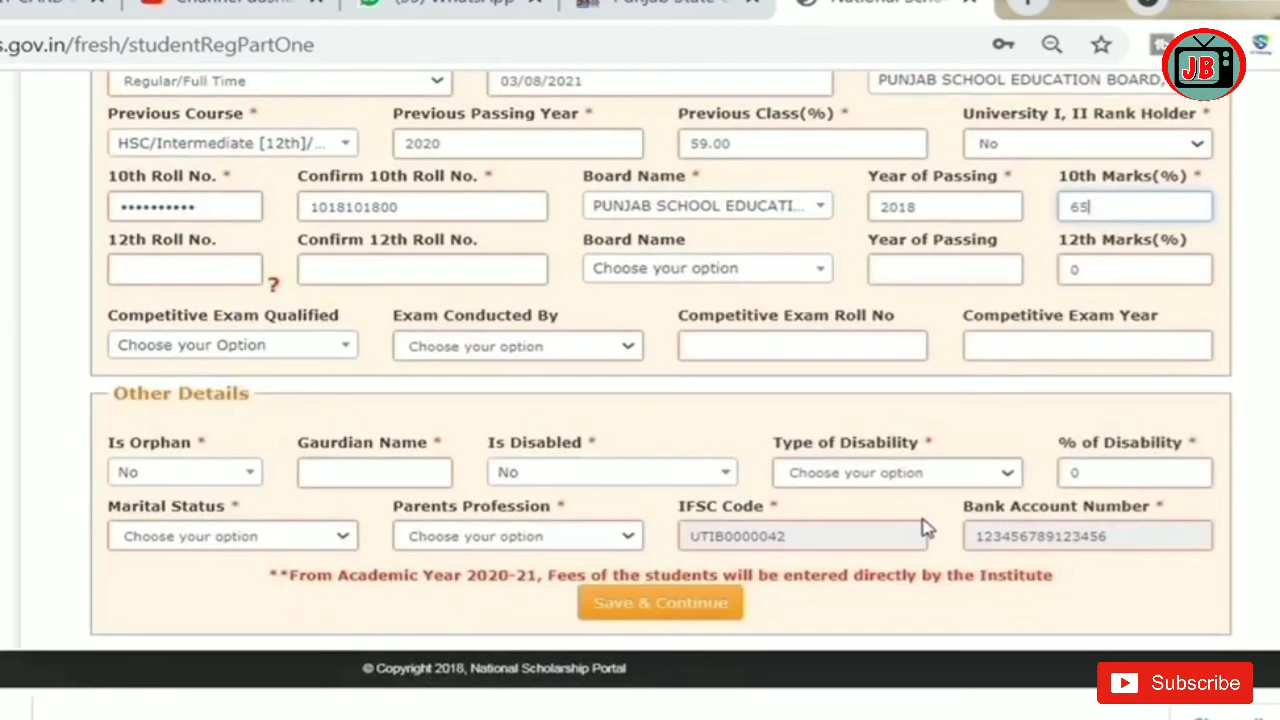 WhatsApp
Punjab State
s.gov.in/fresh/studentRegPartOne
JB
Regular/Full Time 03/08/2021 PUNJAB SCHOOL EDUCATION BOARD,
Previous Course * Previous Passing Year * Previous Class(%) * University I, II Rank Holder *
HSC/Intermediate [12th]/... 2020 59.00 No
10th Roll No. * Confirm 10th Roll No. * Board Name * Year of Passing * 10th Marks(%) *
•••••••••• 1018101800 PUNJAB SCHOOL EDUCATI... 2018 65
12th Roll No. Confirm 12th Roll No. Board Name Year of Passing 12th Marks(%)
? Choose your option 0
Competitive Exam Qualified Exam Conducted By Competitive Exam Roll No Competitive Exam Year
Choose your Option Choose your option
Other Details
Is Orphan * Gaurdian Name * Is Disabled * Type of Disability * % of Disability *
No No Choose your option 0
Marital Status * Parents Profession * IFSC Code * Bank Account Number *
Choose your option Choose your option UTIB0000042 123456789123456
**From Academic Year 2020-21, Fees of the students will be entered directly by the Institute
Save & Continue
© Copyright 2018, National Scholarship Portal
Subscribe